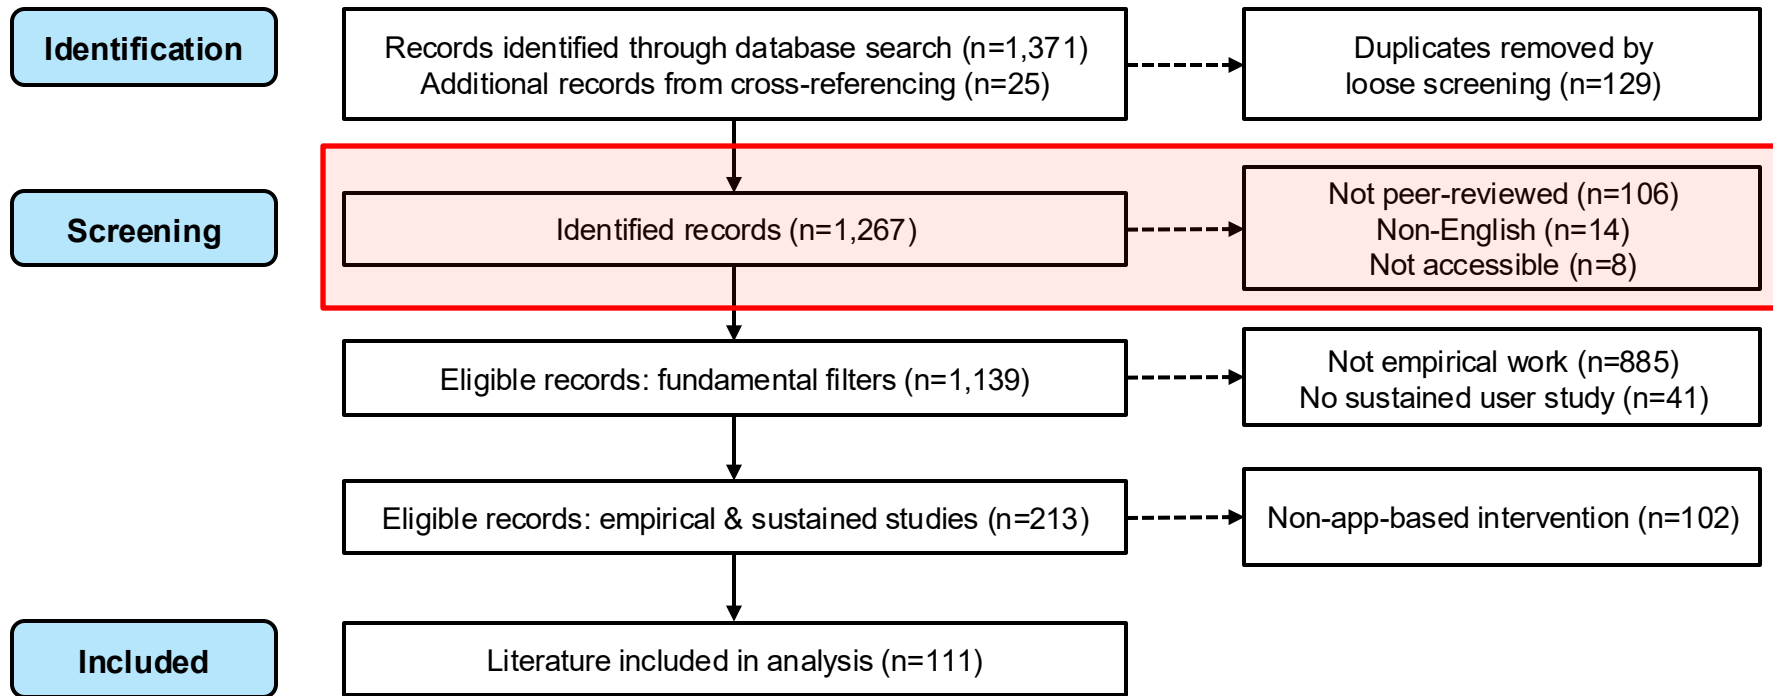 Identification
Records identified through database search (n=1,371)
Additional records from cross-referencing (n=25)
Duplicates removed by
loose screening (n=129)
Screening
Identified records (n=1,267)
Not peer-reviewed (n=106)
Non-English (n=14)
Not accessible (n=8)
Eligible records: fundamental filters (n=1,139)
Not empirical work (n=885)
No sustained user study (n=41)
Eligible records: empirical & sustained studies (n=213)
Non-app-based intervention (n=102)
Included
Literature included in analysis (n=111)